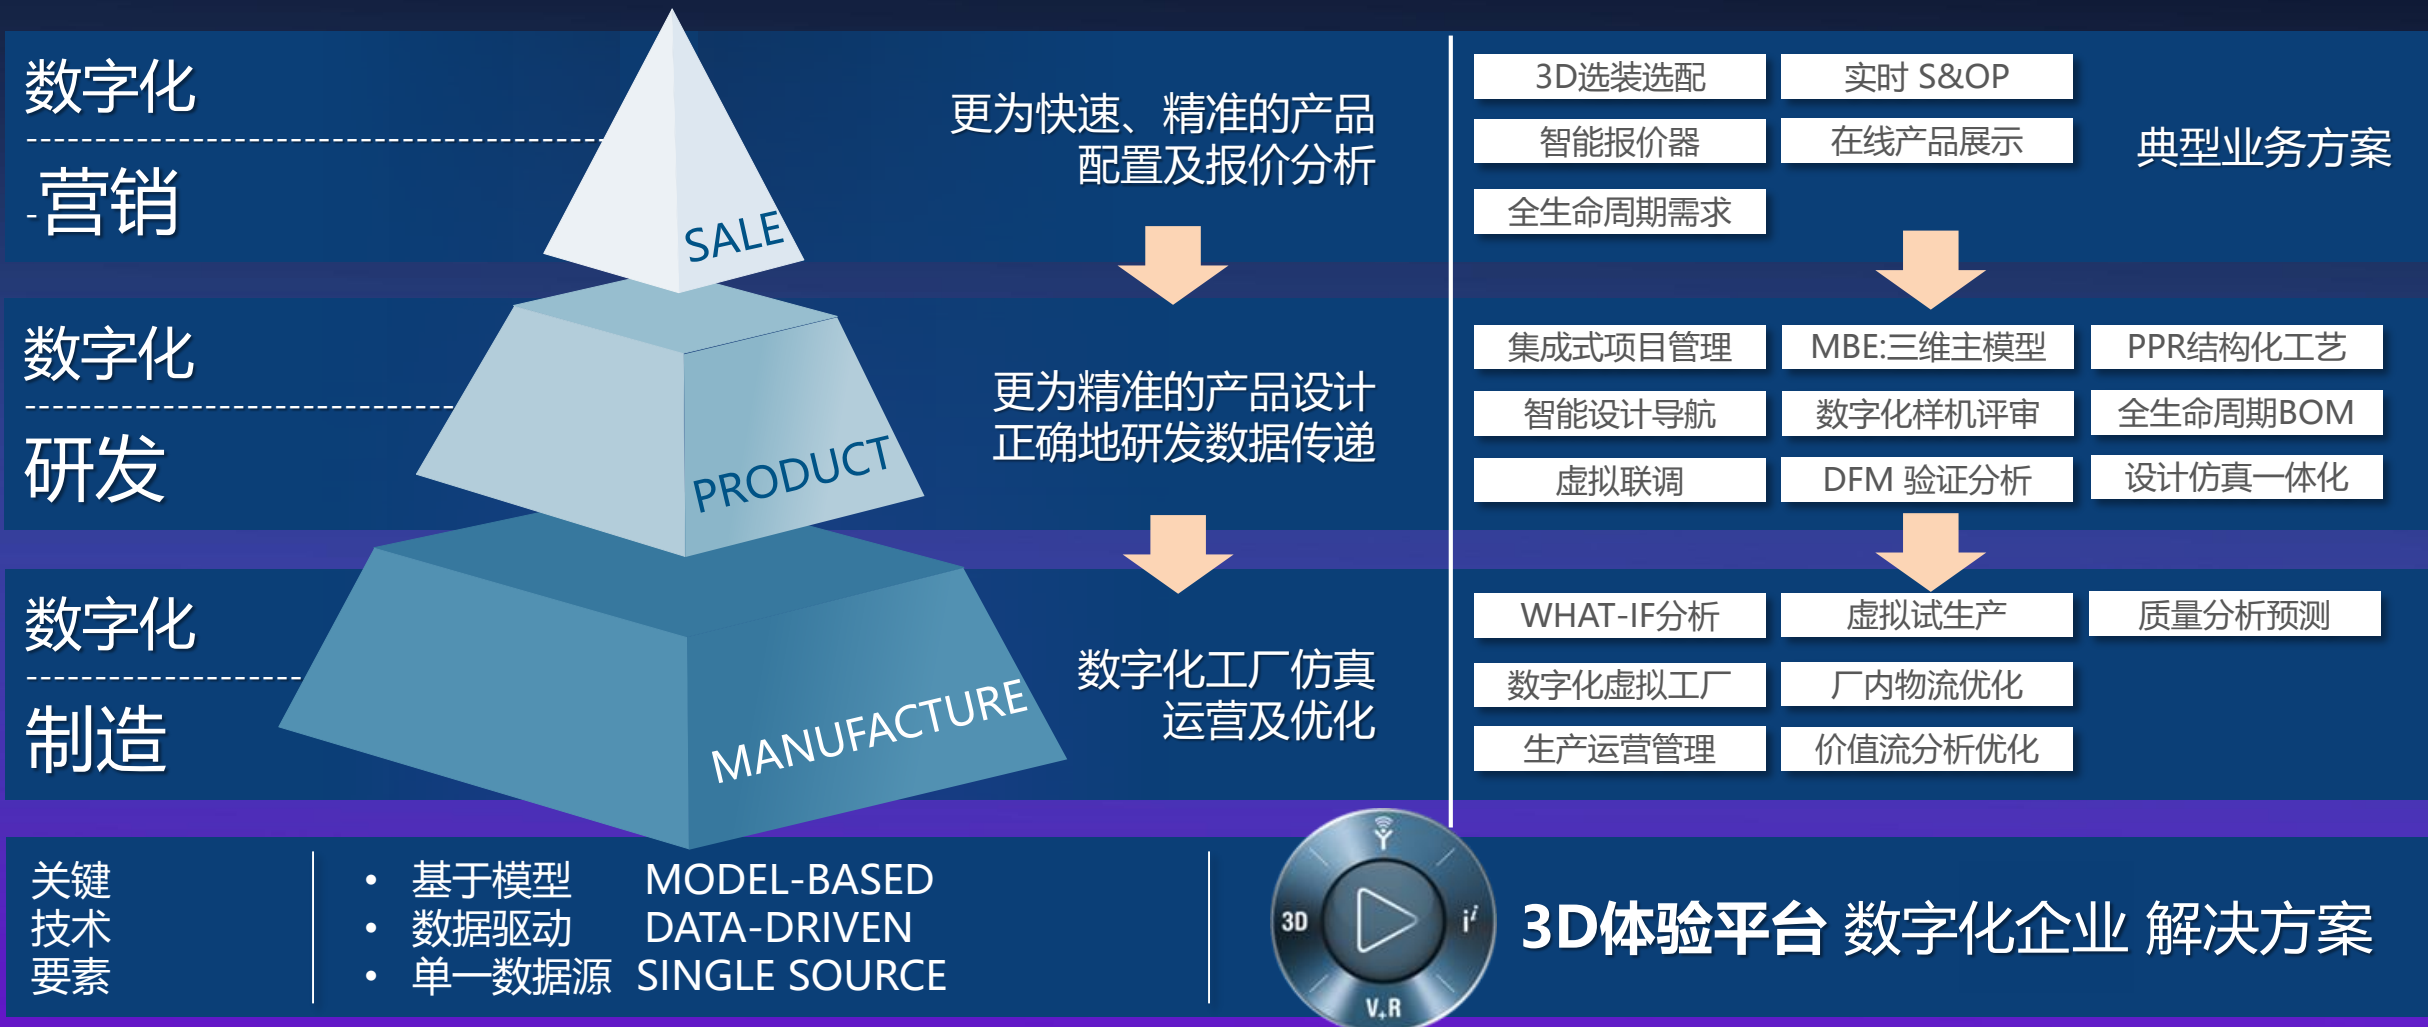 数字化
-营销
SALE
更为快速、精准的产品
配置及报价分析
3D选装选配
实时 S&OP
智能报价器
在线产品展示
全生命周期需求
典型业务方案
数字化
研发
PRODUCT
更为精准的产品设计
正确地研发数据传递
集成式项目管理
MBE:三维主模型
PPR结构化工艺
智能设计导航
数字化样机评审
全生命周期BOM
虚拟联调
DFM 验证分析
设计仿真一体化
数字化
制造
MANUFACTURE
数字化工厂仿真
运营及优化
WHAT-IF分析
虚拟试生产
质量分析预测
数字化虚拟工厂
厂内物流优化
生产运营管理
价值流分析优化
关键
技术
要素
• 基于模型 MODEL-BASED
• 数据驱动 DATA-DRIVEN
• 单一数据源 SINGLE SOURCE
3D
i²
V+R
3D体验平台 数字化企业 解决方案